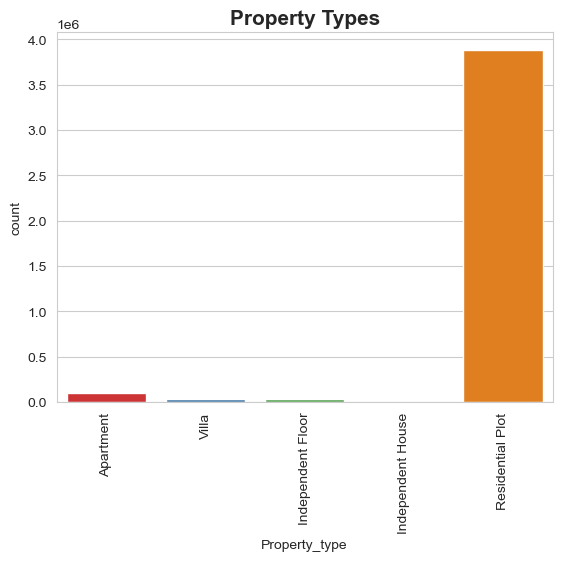 Property Types
1e6
4.0
3.5
3.0
2.5
2.0
1.5
1.0
0.5
0.0
count
Apartment
Villa
Independent Floor
Independent House
Residential Plot
Property_type